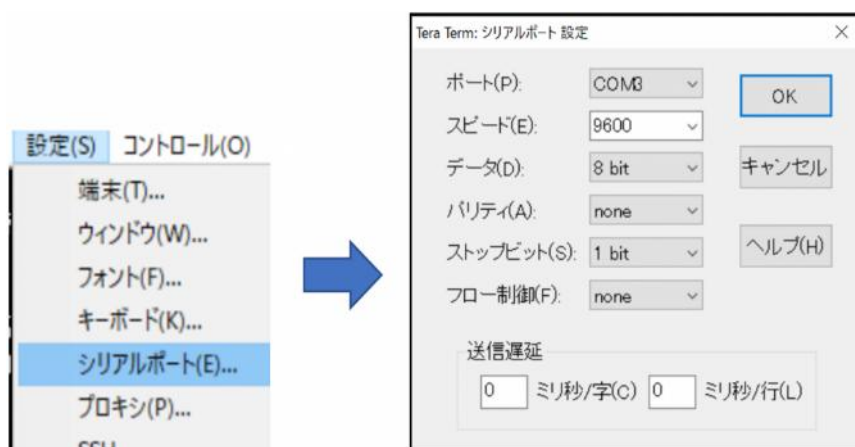 設定(S) コントロール(O)
端末(T)...
ウィンドウ(W)...
フォント(F)...
キーボード(K)...
シリアルポート(E)...
プロキシ(P)...
Tera Term: シリアルポート 設定
ポート(P): COM3 OK
スピード(E): 9600
データ(D): 8 bit キャンセル
パリティ(A): none
ストップビット(S): 1 bit ヘルプ(H)
フロー制御(F): none
送信遅延
0 ミリ秒/字(C) 0 ミリ秒/行(L)